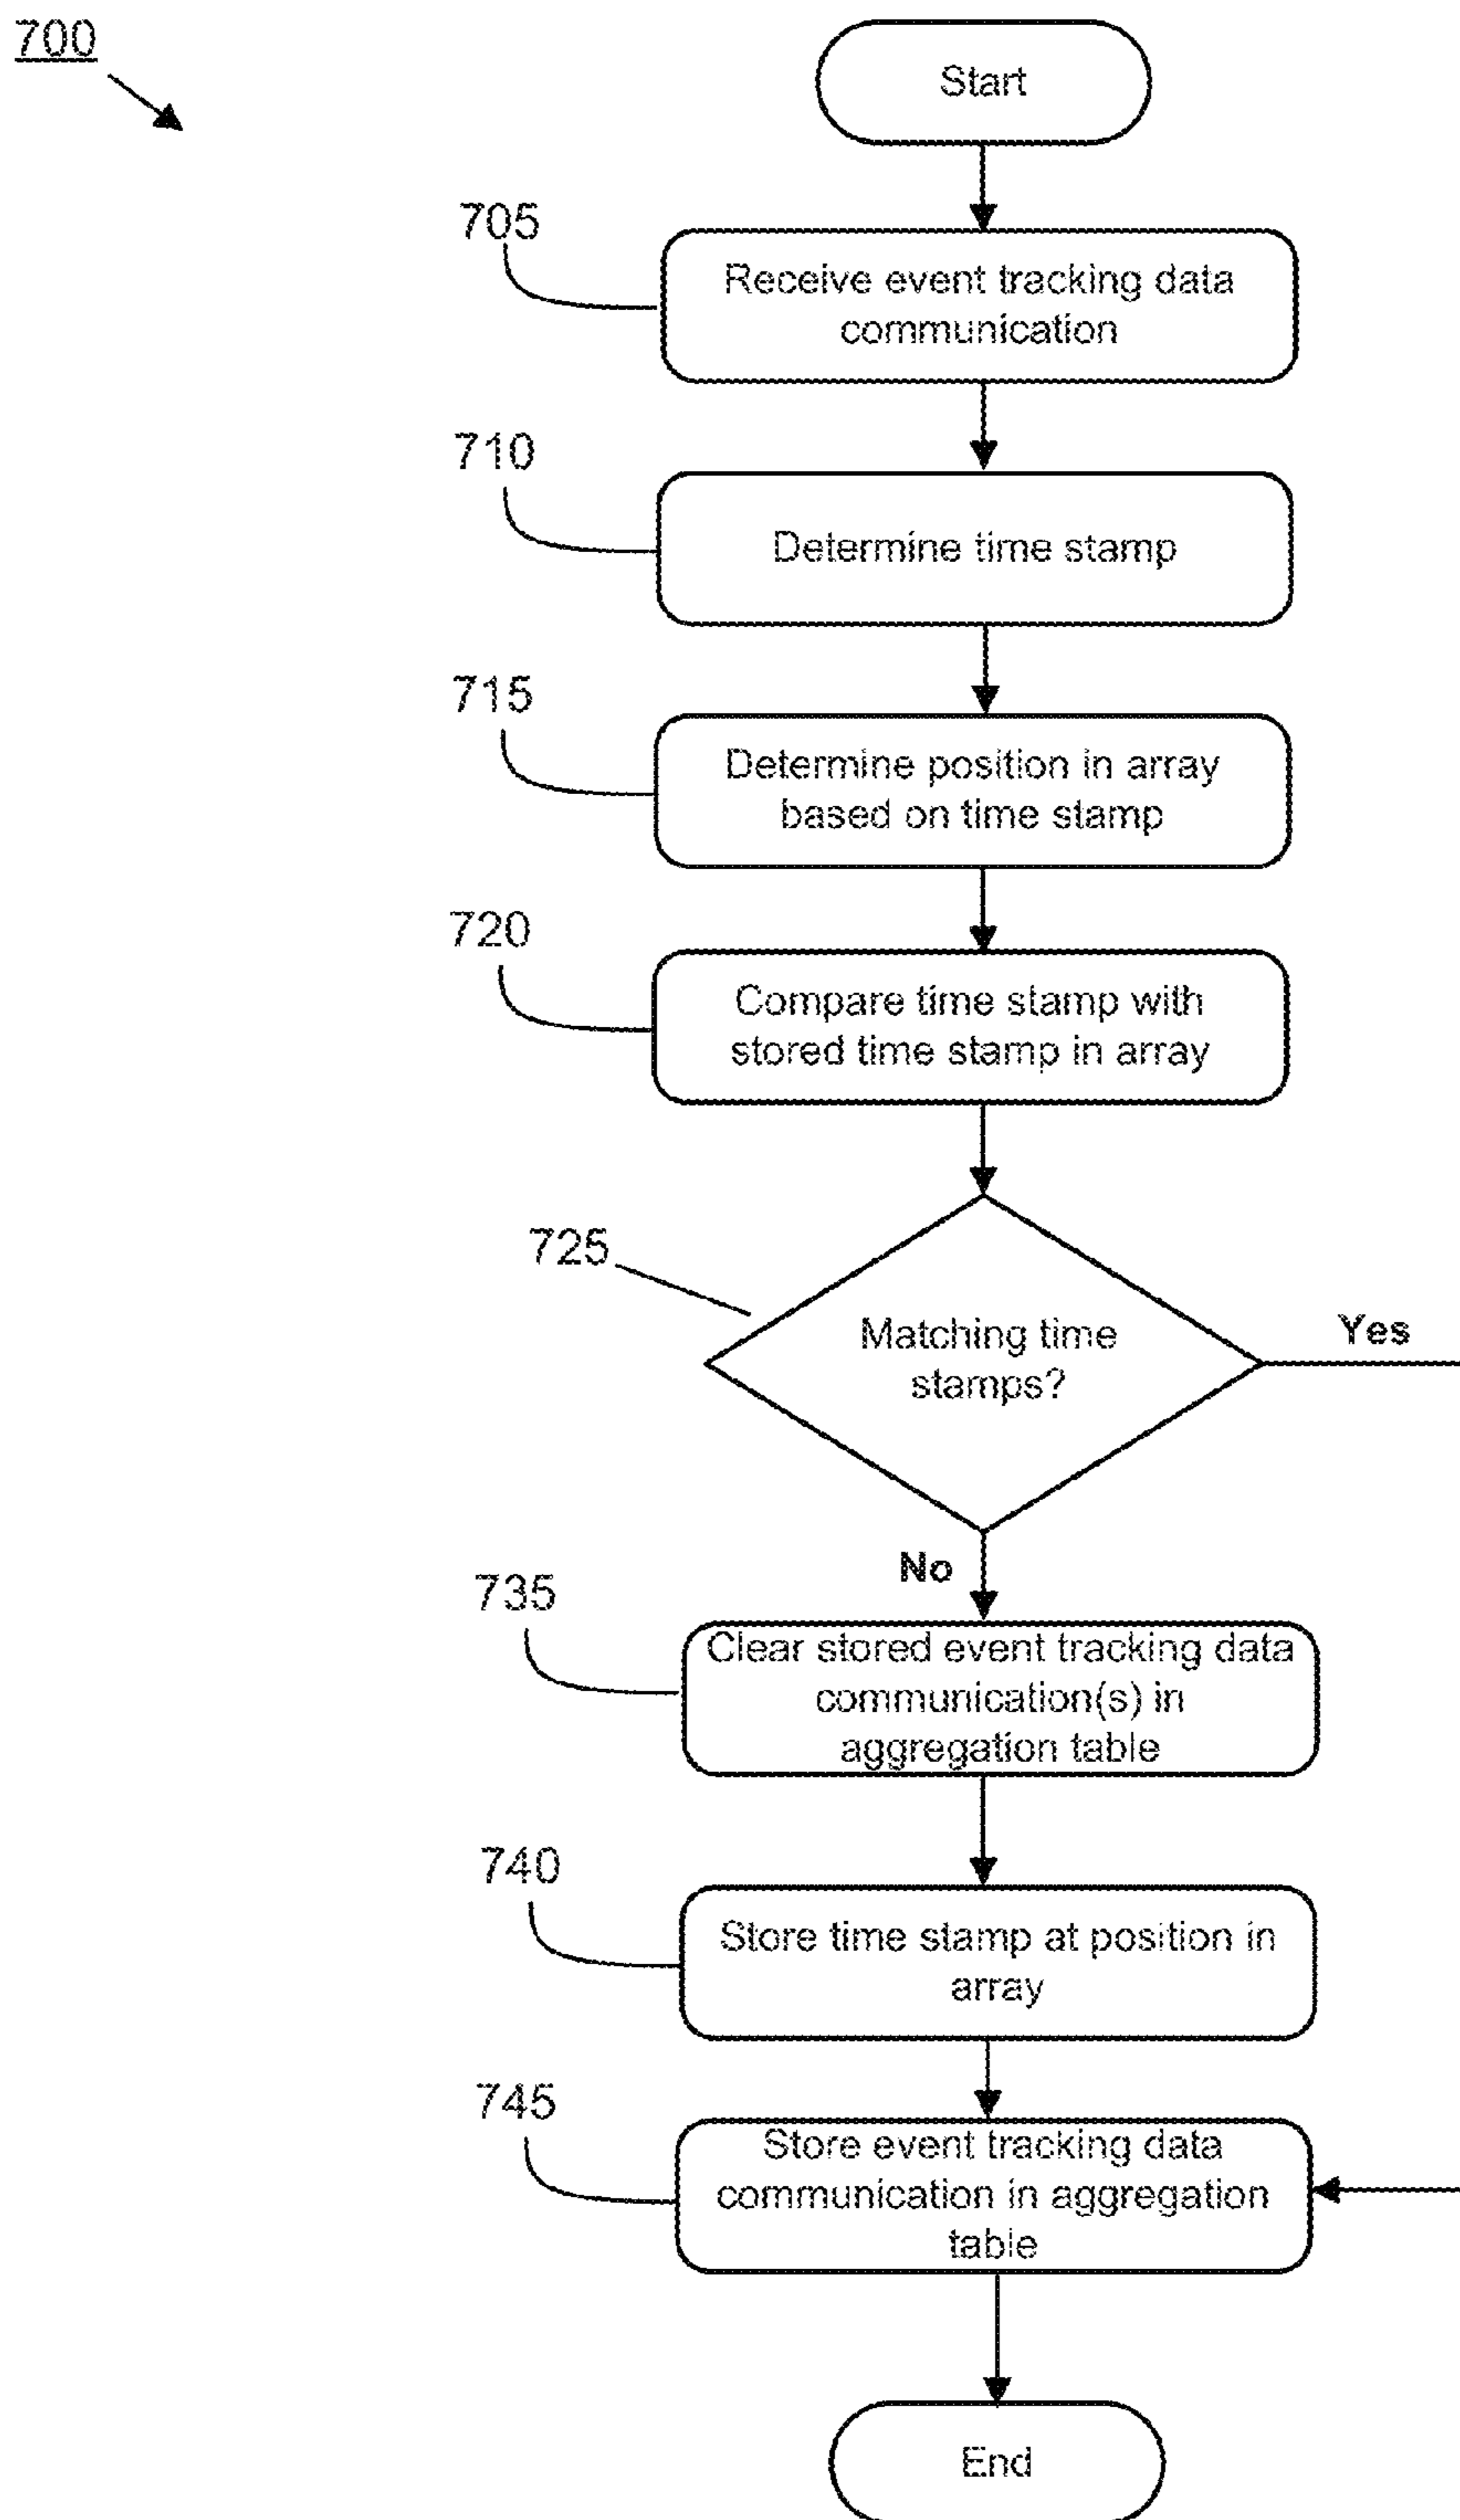 700
Start
705
Receive event tracking data
communication
710
Determine time stamp
715
Determine position in array
based on time stamp
720
Compare time stamp with
stored time stamp in array
725
Matching time
stamps?
Yes
No
735
Clear stored event tracking data
communication(s) in
aggregation table
740
Store time stamp at position in
array
745
Store event tracking data
communication in aggregation
table
End